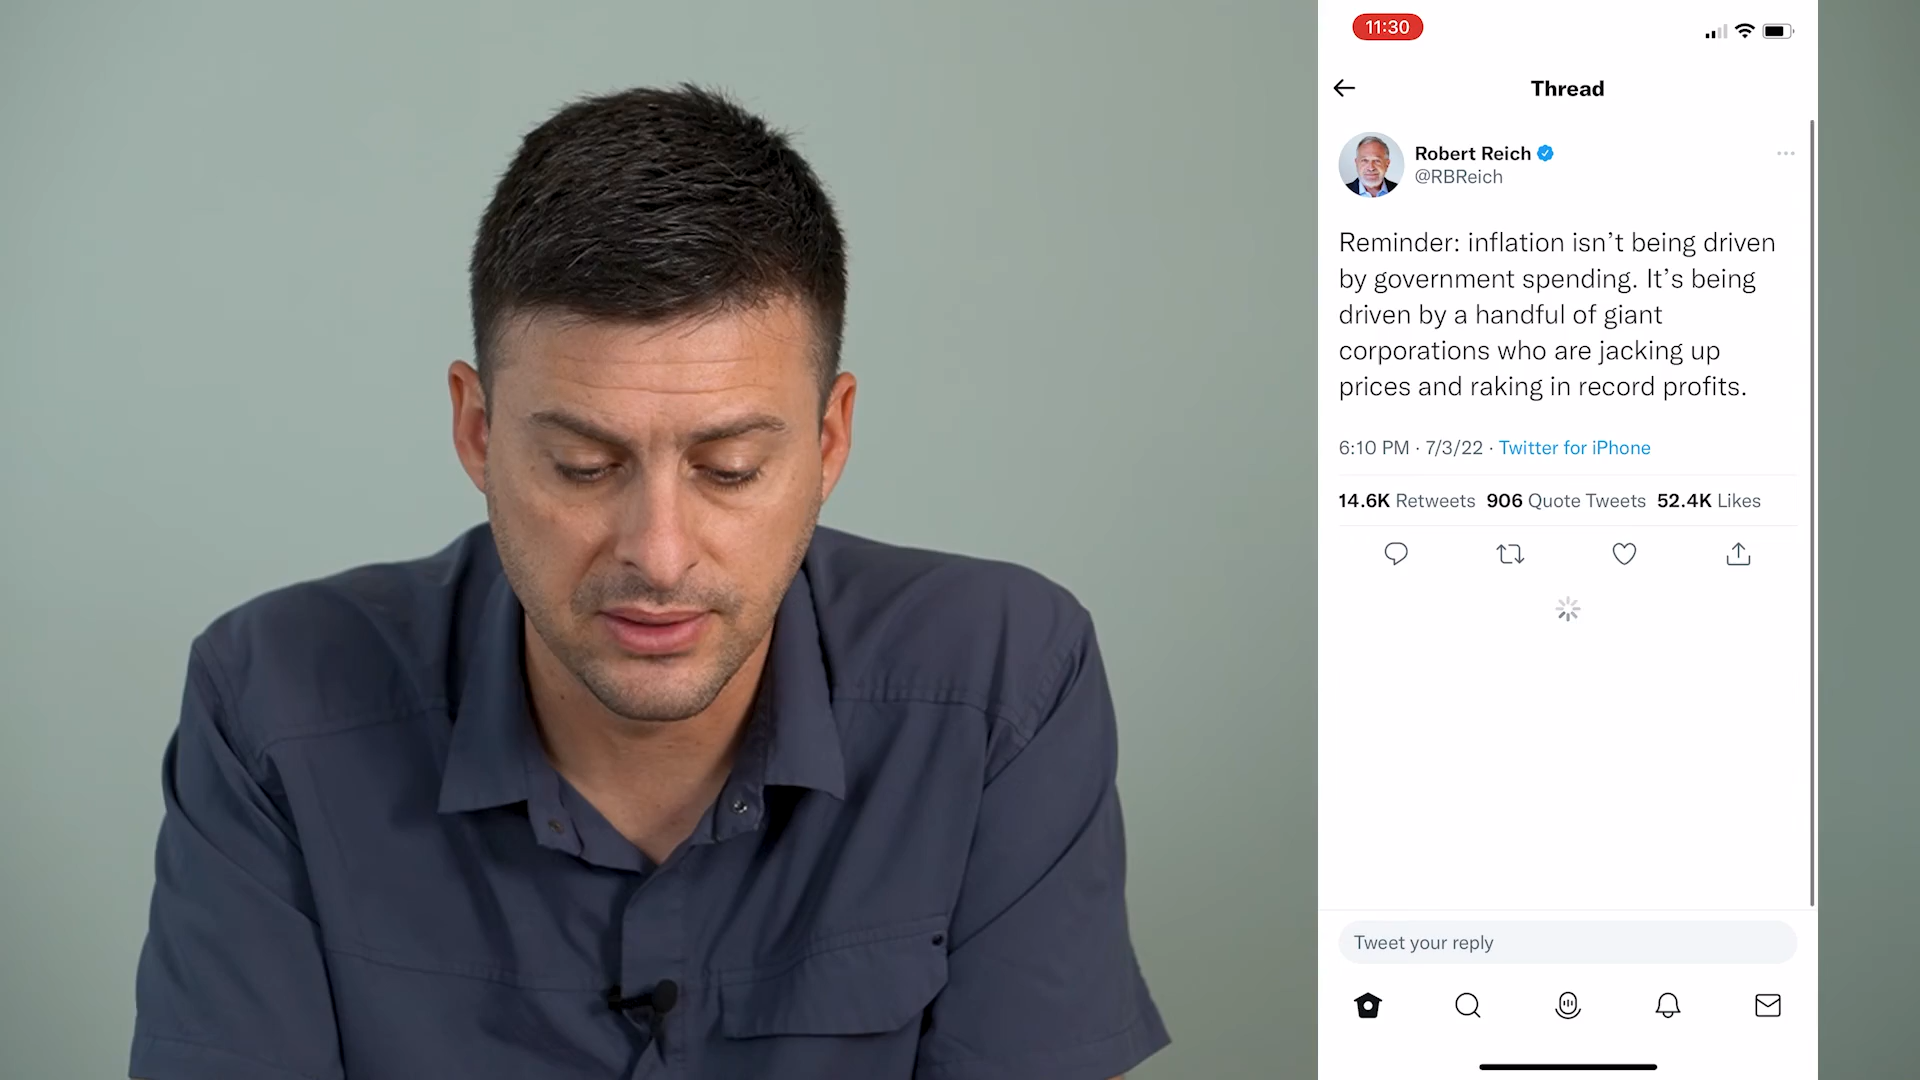 11:30
Thread
Robert Reich
@RBReich
Reminder: inflation isn’t being driven
by government spending. It’s being
driven by a handful of giant
corporations who are jacking up
prices and raking in record profits.
6:10 PM · 7/3/22 · Twitter for iPhone
14.6K Retweets 906 Quote Tweets 52.4K Likes
Tweet your reply